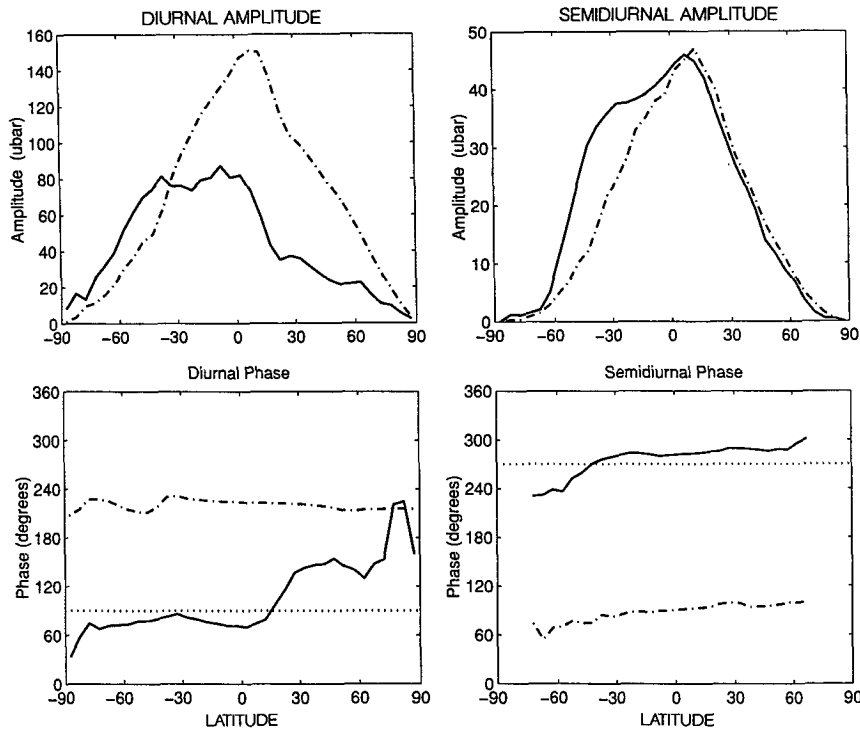 DIURNAL AMPLITUDE
Amplitude (ubar)
160
140
120
100
80
60
40
20
0
-90 -60 -30 0 30 60 90
SEMIDIURNAL AMPLITUDE
Amplitude (ubar)
50
40
30
20
10
0
-90 -60 -30 0 30 60 90
Diurnal Phase
Phase (degrees)
360
300
240
180
120
60
0
-90 -60 -30 0 30 60 90
LATITUDE
Semidiurnal Phase
Phase (degrees)
360
300
240
180
120
60
0
-90 -60 -30 0 30 60 90
LATITUDE